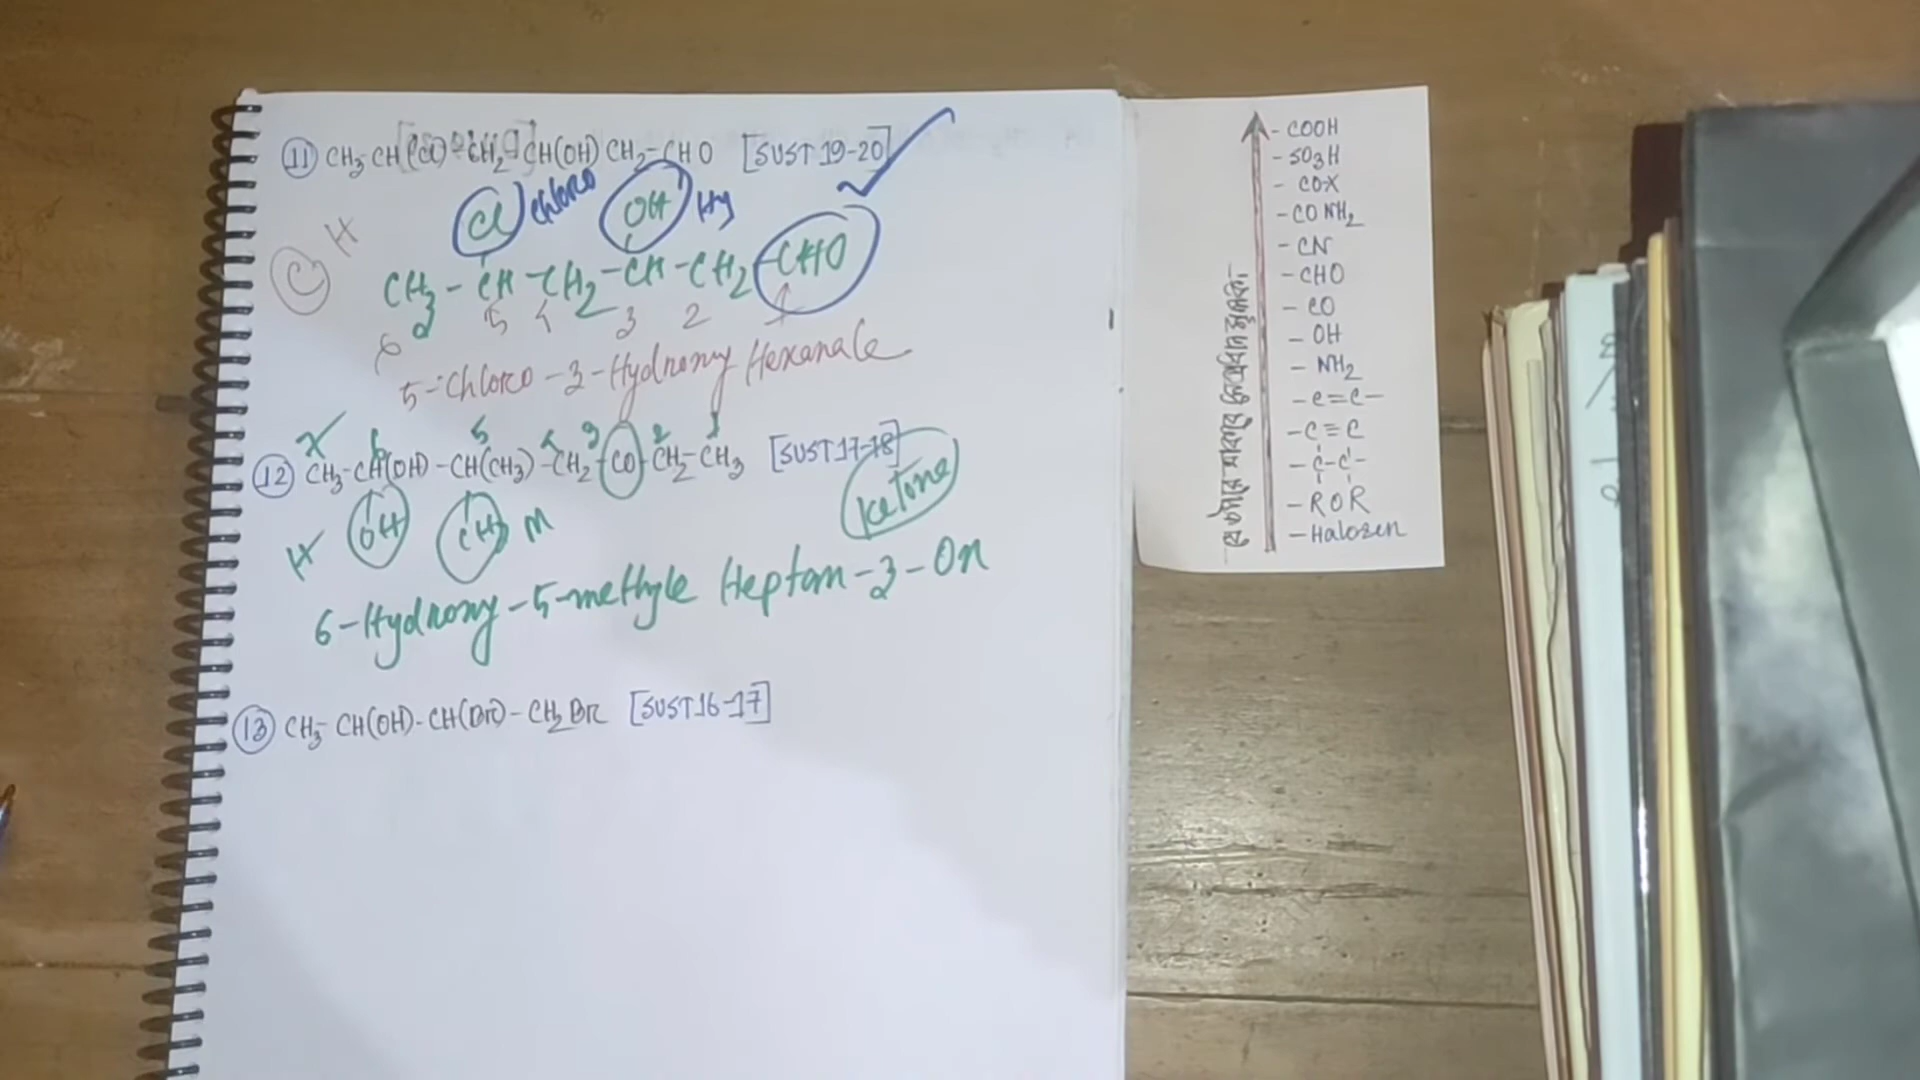 11 CH3-CH(Cl)-CH2-CH(OH) CH2-CHO [SUST 19-20]
Cl Chloro OH Hy
C H
CH3-CH-CH2-CH-CH2-CHO
6 5 4 3 2 1
5-Chloro-3-Hydroxy Hexanale
7 6 5 4 3 2 1
12 CH3-CH(OH)-CH(CH3)-CH2-CO-CH2-CH3 [SUST 17-18]
H OH CH3 M Ketone
6-Hydroxy-5-methyle Heptan-3-On
13 CH3-CH(OH)-CH(Br)-CH2Br [SUST 16-17]
-COOH
-SO3H
-COX
-CONH2
-CN
-CHO
-CO
-OH
-NH2
-C=C-
-C≡C
-C-C-
-ROR
-Halozen